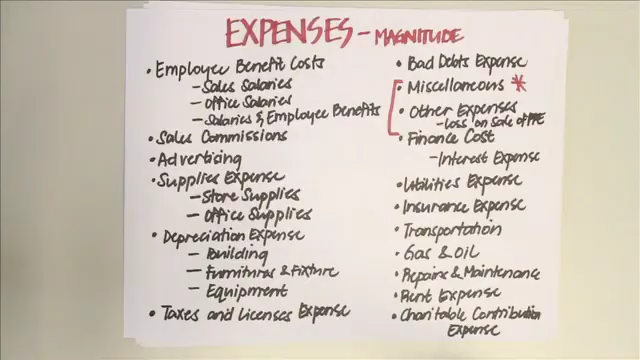 EXPENSES - MAGNITUDE
• Employee Benefit Costs
- Sales Salaries
- Office Salaries
- Salaries & Employee Benefits
• Sales Commissions
• Advertising
• Supplies Expense
- Store Supplies
- Office Supplies
• Depreciation Expense
- Building
- Furnitures & Fixture
- Equipment
• Taxes and Licenses Expense
• Bad Debts Expense
• Miscellaneous *
• Other Expenses
- Loss on Sale of PPE
• Finance Cost
- Interest Expense
• Utilities Expense
• Insurance Expense
• Transportation
• Gas & Oil
• Repairs & Maintenance
• Rent Expense
• Charitable Contribution
Expense